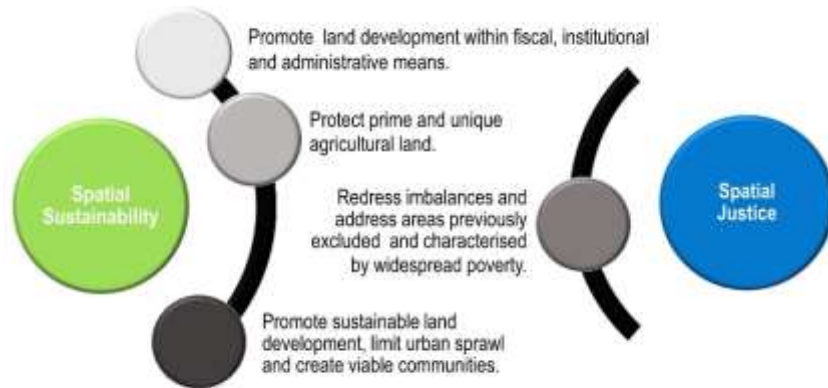 Promote land development within fiscal, institutional
and administrative means.
Protect prime and unique
agricultural land.
Spatial
Sustainability
Redress imbalances and
address areas previously
excluded and characterised
by widespread poverty.
Spatial
Justice
Promote sustainable land
development, limit urban sprawl
and create viable communities.